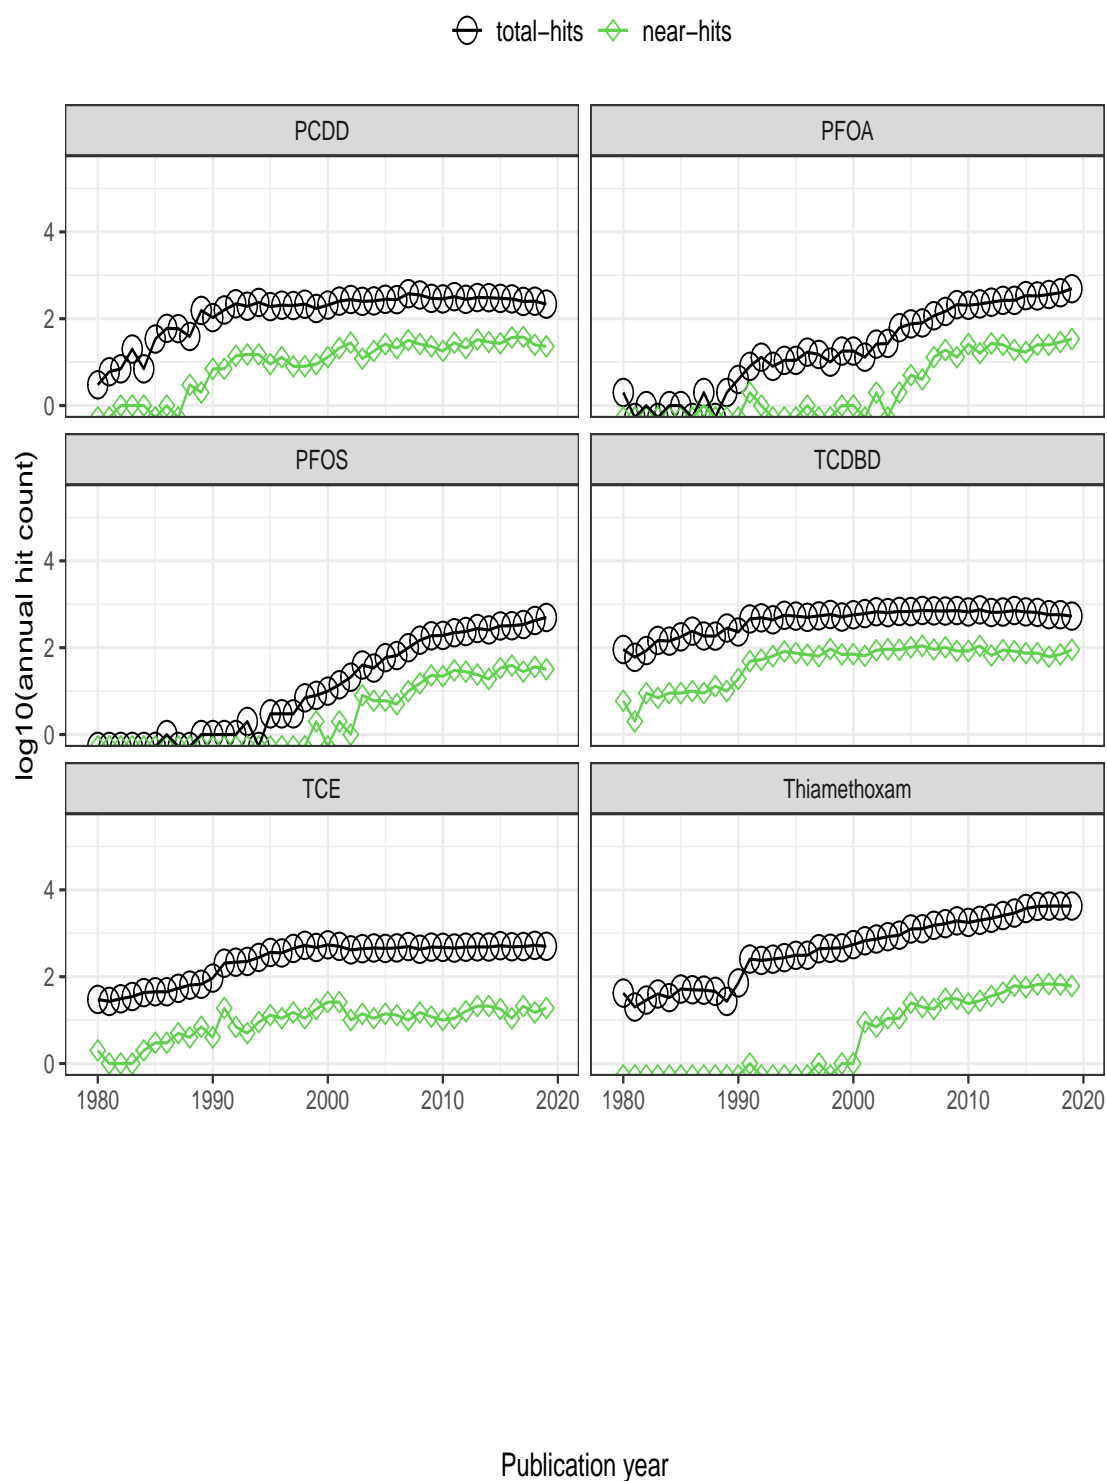 total−hits near−hits
PCDD PFOA
4
2
0
PFOS TCDBD
log10(annual hit count)
4
2
0
TCE Thiamethoxam
4
2
0
1980 1990 2000 2010 2020 1980 1990 2000 2010 2020
Publication year